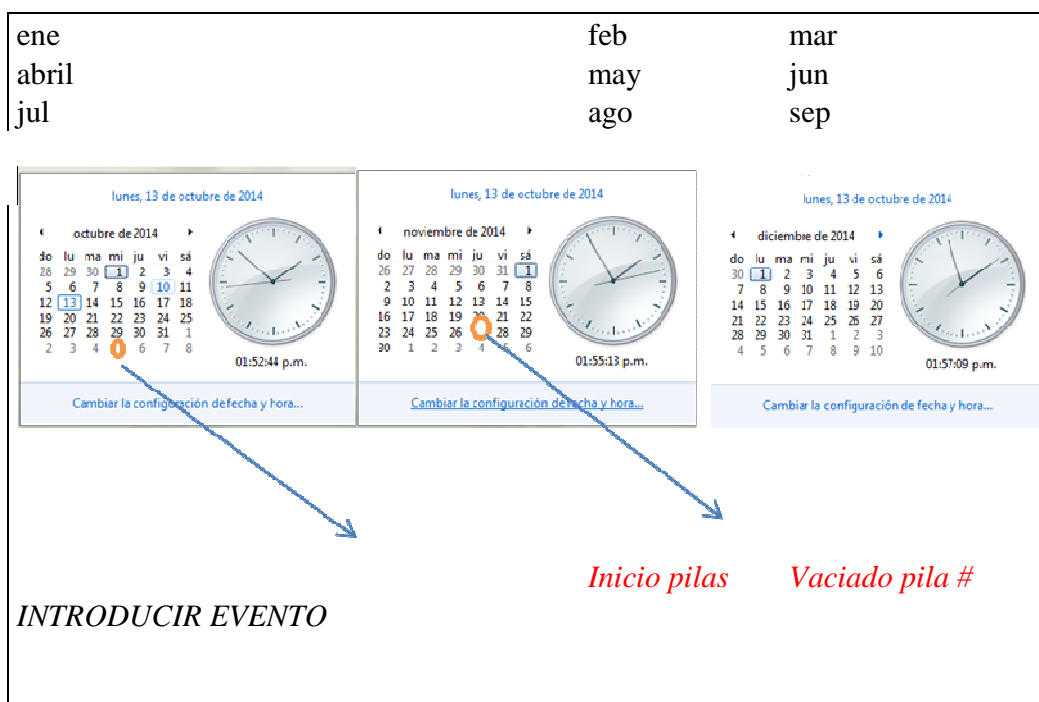 ene feb mar
abril may jun
jul ago sep
lunes, 13 de octubre de 2014
octubre de 2014
do lu ma mi ju vi sá
28 29 30 1 2 3 4
5 6 7 8 9 10 11
12 13 14 15 16 17 18
19 20 21 22 23 24 25
26 27 28 29 30 31 1
2 3 4 6 7 8
01:52:44 p.m.
Cambiar la configuración de fecha y hora...
lunes, 13 de octubre de 2014
noviembre de 2014
do lu ma mi ju vi sá
26 27 28 29 30 31 1
2 3 4 5 6 7 8
9 10 11 12 13 14 15
16 17 18 19 20 21 22
23 24 25 26 28 29
30 1 2 3 4 5 6
01:55:13 p.m.
Cambiar la configuración de fecha y hora...
lunes, 13 de octubre de 2014
diciembre de 2014
do lu ma mi ju vi sá
30 1 2 3 4 5 6
7 8 9 10 11 12 13
14 15 16 17 18 19 20
21 22 23 24 25 26 27
28 29 30 31 1 2 3
4 5 6 7 8 9 10
01:57:09 p.m.
Cambiar la configuración de fecha y hora...
Inicio pilas Vaciado pila #
INTRODUCIR EVENTO